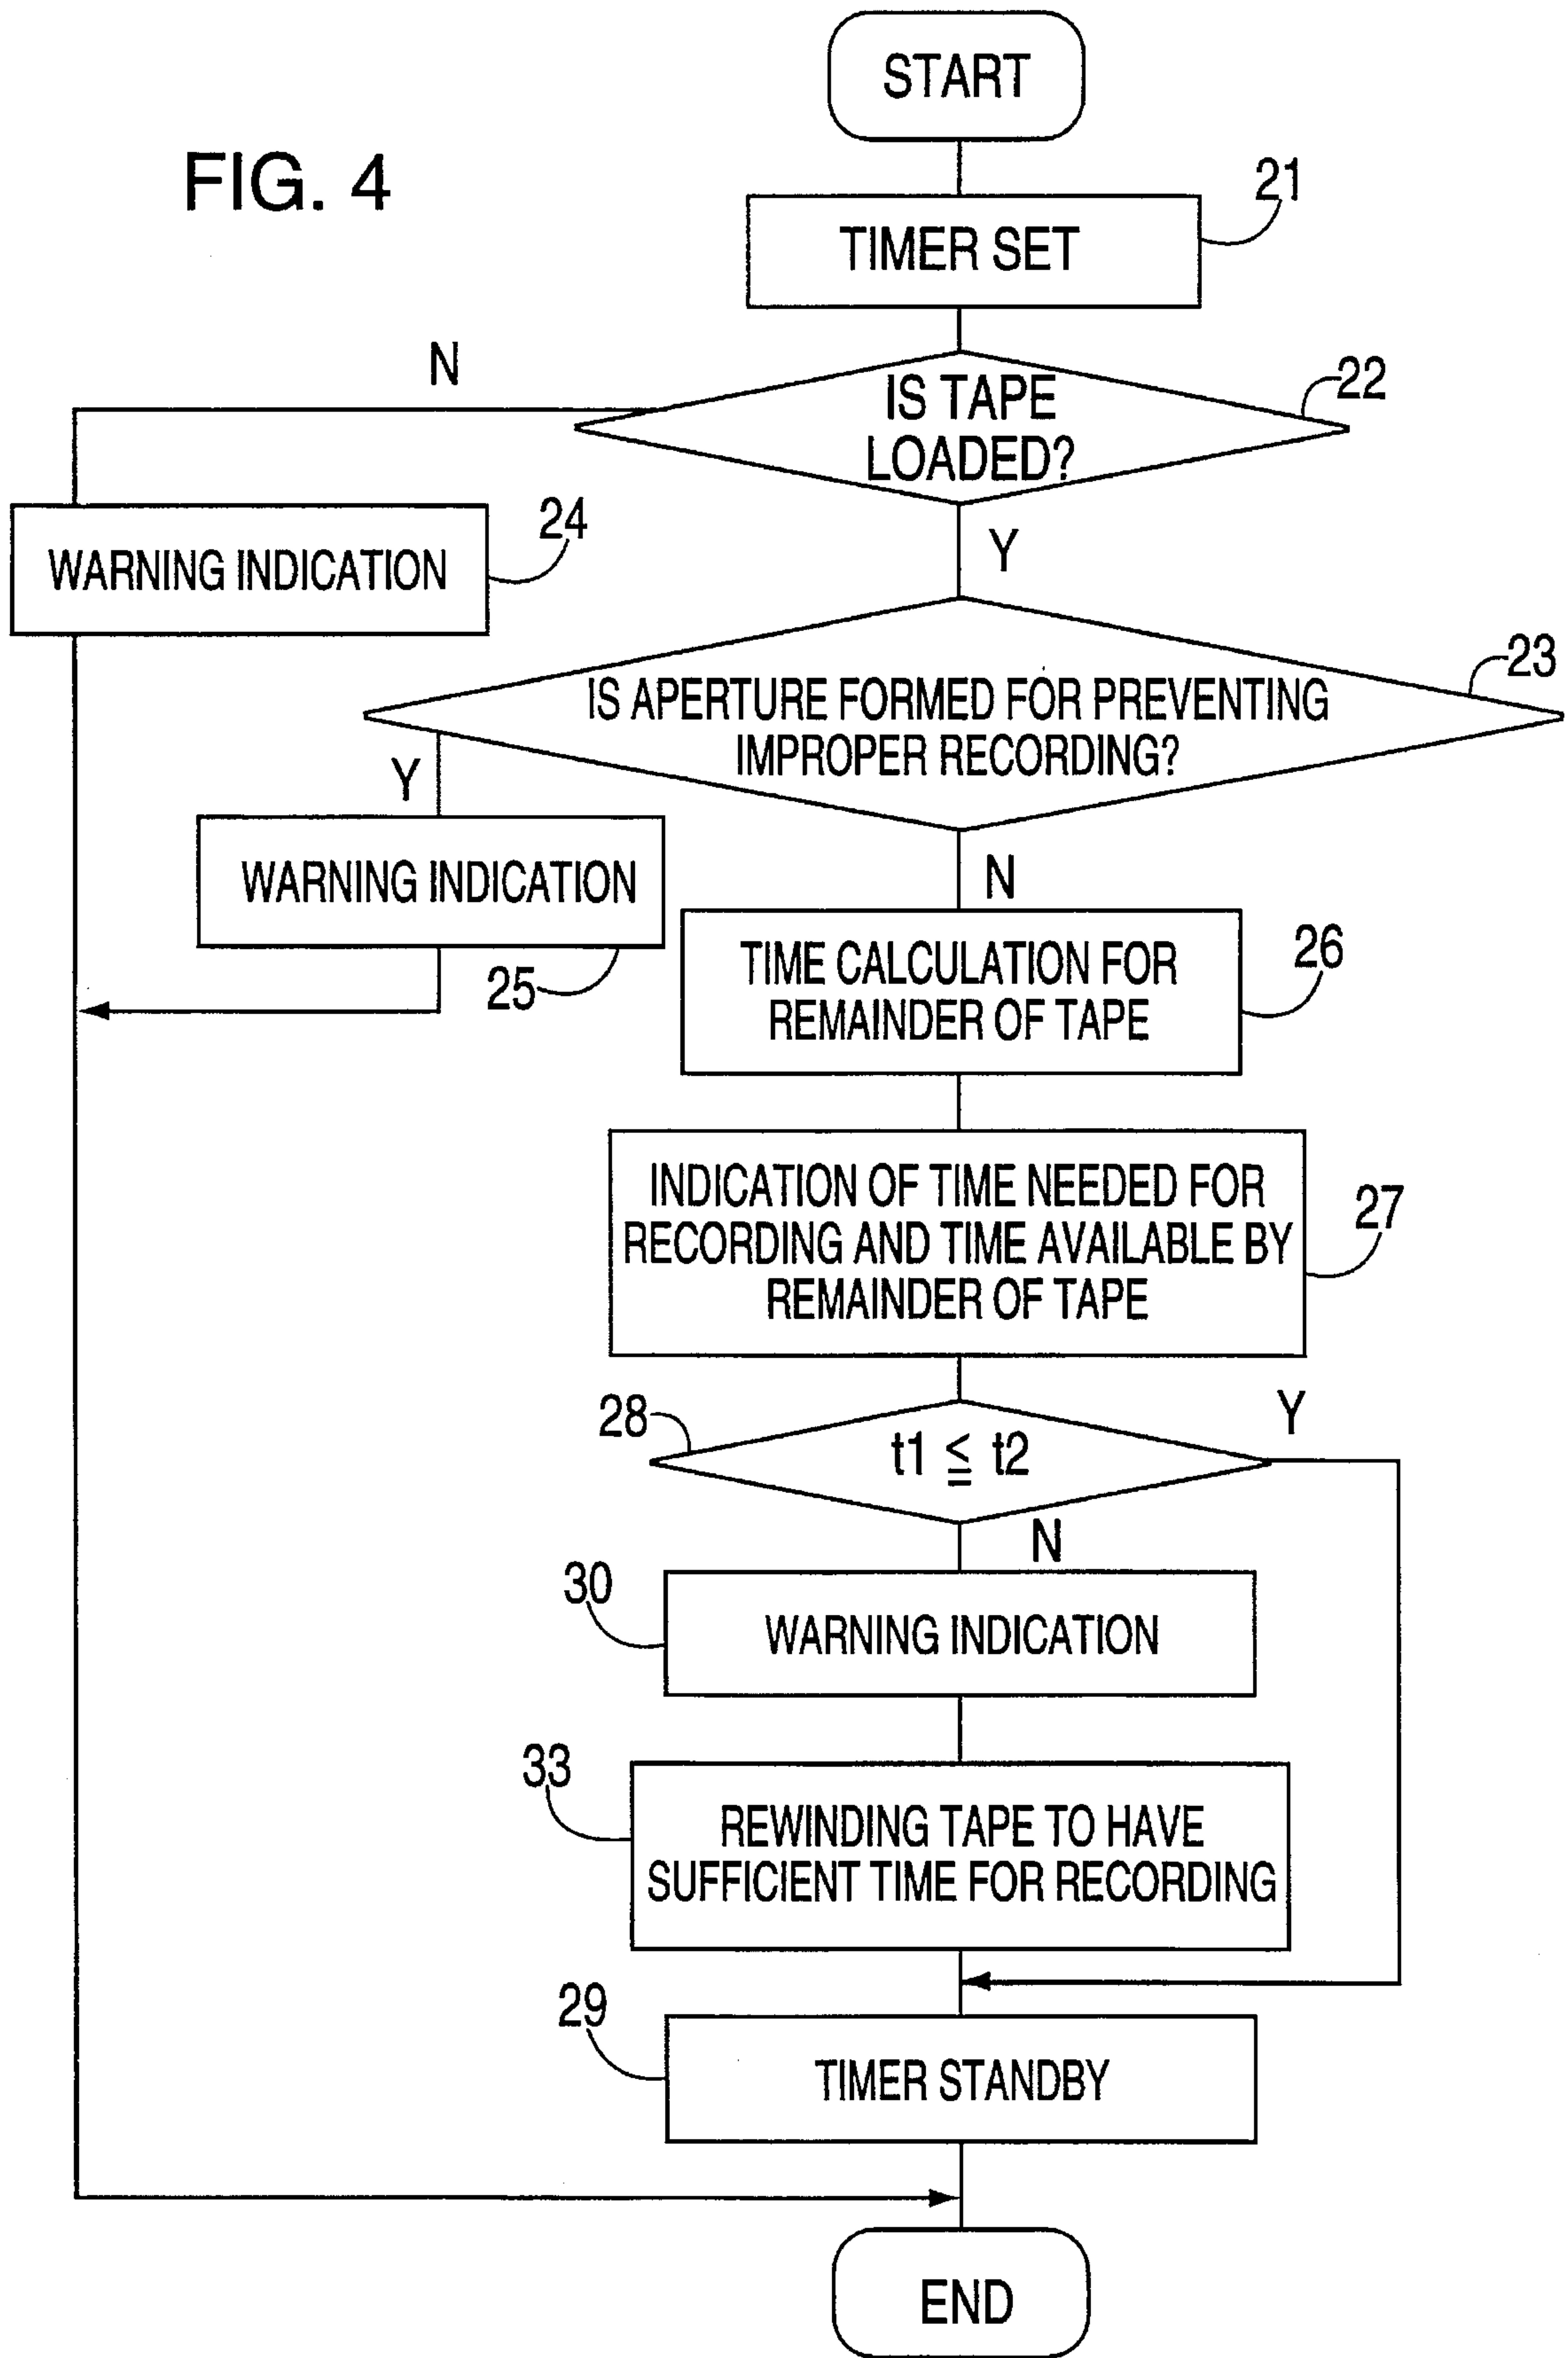 START
FIG. 4
21
TIMER SET
N
IS TAPE
LOADED?
22
24
WARNING INDICATION
Y
23
IS APERTURE FORMED FOR PREVENTING
IMPROPER RECORDING?
Y
WARNING INDICATION
25
N
TIME CALCULATION FOR
REMAINDER OF TAPE
26
INDICATION OF TIME NEEDED FOR
RECORDING AND TIME AVAILABLE BY
REMAINDER OF TAPE
27
28
t1 ≦ t2
Y
N
30
WARNING INDICATION
33
REWINDING TAPE TO HAVE
SUFFICIENT TIME FOR RECORDING
29
TIMER STANDBY
END